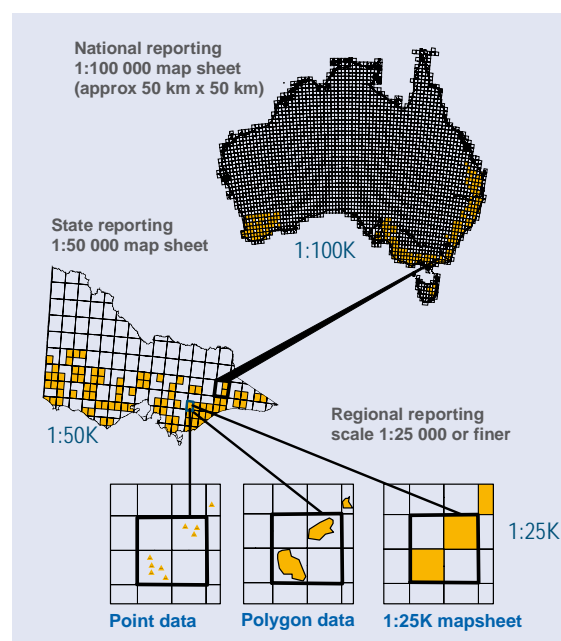 National reporting
1:100 000 map sheet
(approx 50 km x 50 km)
State reporting
1:50 000 map sheet
1:100K
1:50K
Regional reporting
scale 1:25 000 or finer
1:25K
Point data
Polygon data
1:25K mapsheet